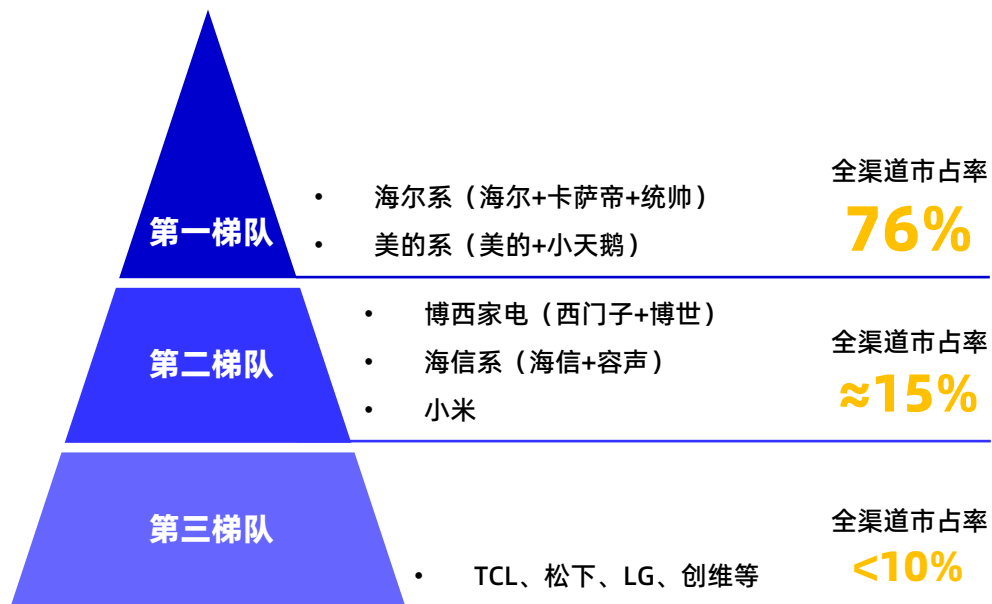 第一梯队
• 海尔系（海尔+卡萨帝+统帅）
• 美的系（美的+小天鹅）
全渠道市占率
76%
第二梯队
• 博西家电（西门子+博世）
• 海信系（海信+容声）
• 小米
全渠道市占率
≈15%
第三梯队
• TCL、松下、LG、创维等
全渠道市占率
<10%